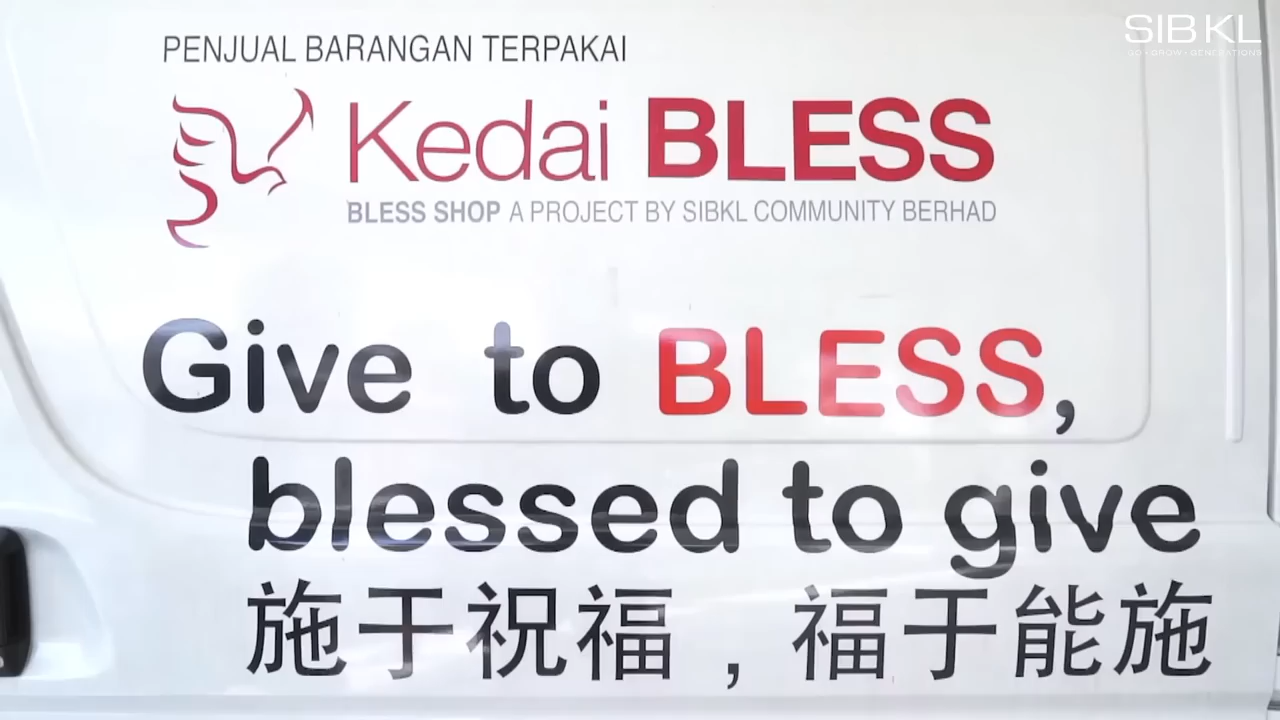 SIBKL
GO • GROW • GENERATIONS
PENJUAL BARANGAN TERPAKAI
Kedai BLESS
BLESS SHOP A PROJECT BY SIBKL COMMUNITY BERHAD
Give to BLESS,
blessed to give
施于祝福，福于能施